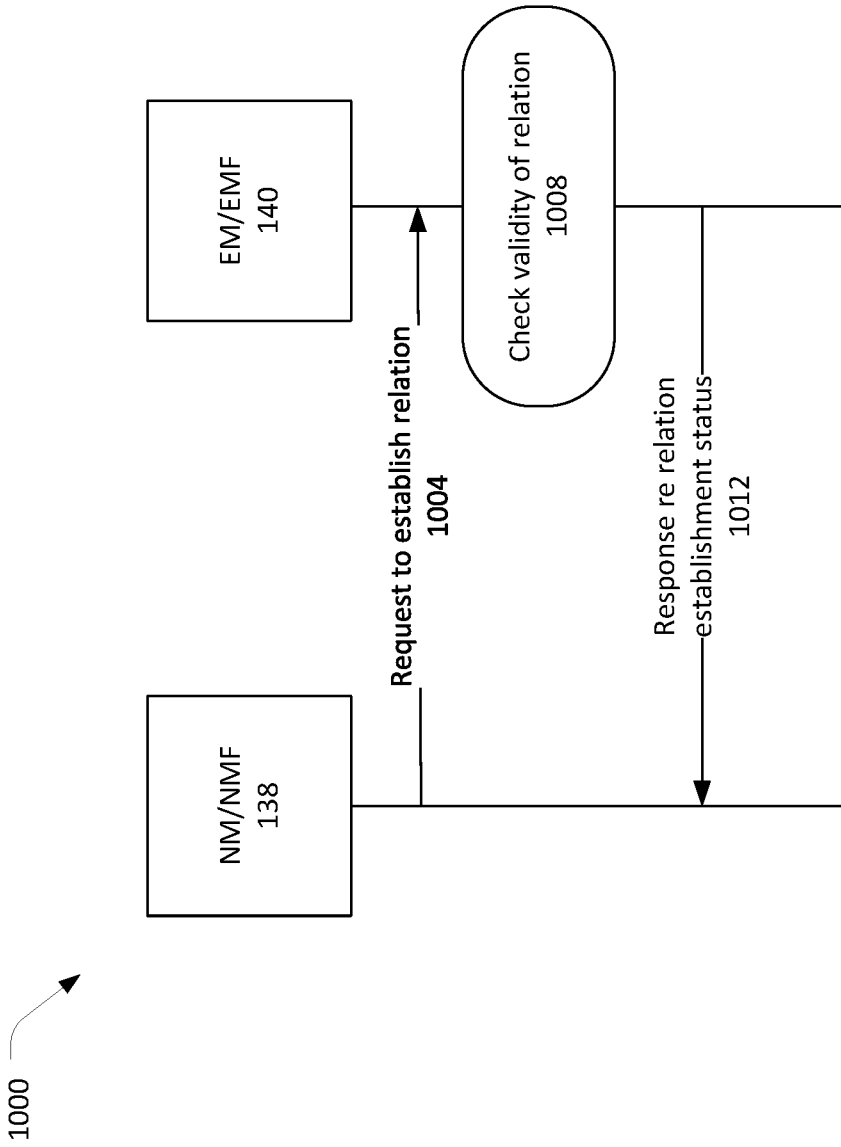 1000
NM/NMF
138
EM/EMF
140
Request to establish relation
1004
Check validity of relation
1008
Response re relation
establishment status
1012